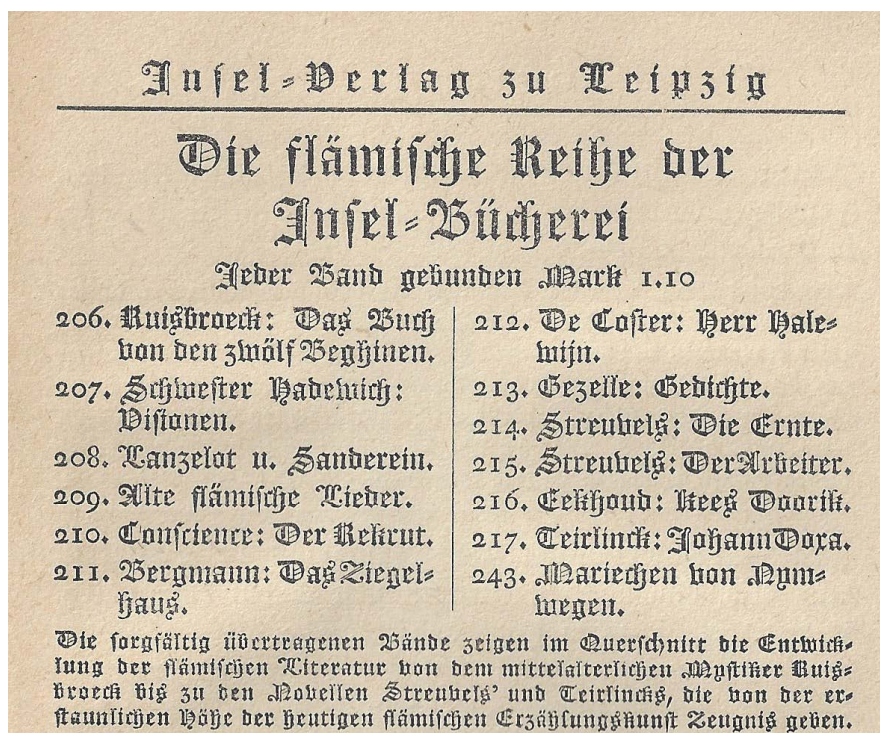 Insel-Verlag zu Leipzig
Die flämische Reihe der
Insel-Bücherei
Jeder Band gebunden Mark 1.10
206. Ruisbroeck: Das Buch
von den zwölf Beghinen.
207. Schwester Hadewich:
Visionen.
208. Lanzelot u. Sanderein.
209. Alte flämische Lieder.
210. Conscience: Der Rekrut.
211. Bergmann: Das Ziegel-
haus.
212. De Coster: Herr Hale-
wijn.
213. Gezelle: Gedichte.
214. Streuvels: Die Ernte.
215. Streuvels: Der Arbeiter.
216. Eekhoud: Kees Doorik.
217. Teirlinck: Johann Doxa.
243. Mariechen von Nym-
wegen.
Die sorgfältig übertragenen Bände zeigen im Querschnitt die Entwick-
lung der flämischen Literatur von dem mittelalterlichen Mystiker Ruis-
broeck bis zu den Novellen Streuvels' und Teirlincks, die von der er-
staunlichen Höhe der heutigen flämischen Erzählungskunst Zeugnis geben.